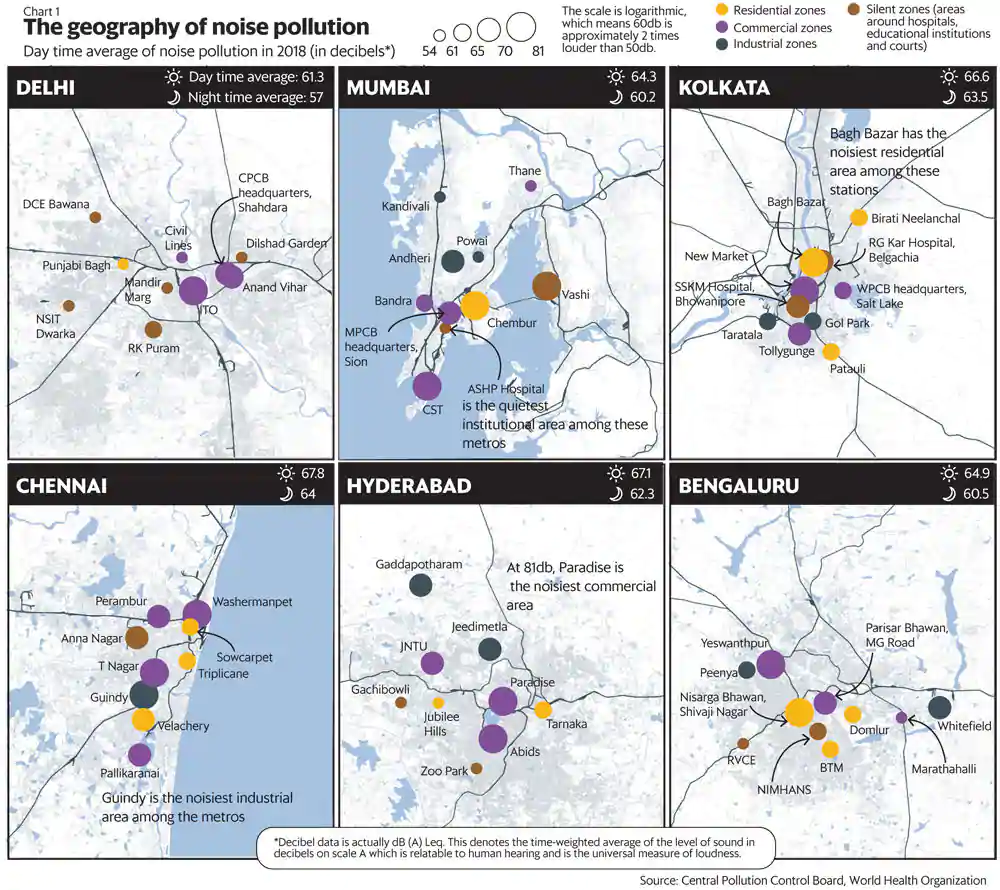 Chart 1
The geography of noise pollution
Day time average of noise pollution in 2018 (in decibels*)
54 61 65 70 81
The scale is logarithmic,
which means 60db is
approximately 2 times
louder than 50db.
Residential zones
Commercial zones
Industrial zones
Silent zones (areas
around hospitals,
educational institutions
and courts)
DELHI
Day time average: 61.3
Night time average: 57
CPCB
headquarters,
Shahdara
DCE Bawana
Civil
Lines
Dilshad Garden
Punjabi Bagh
Mandir
Marg
Anand Vihar
ITO
NSIT
Dwarka
RK Puram
MUMBAI
64.3
60.2
Thane
Kandivali
Powai
Andheri
Bandra
Vashi
Chembur
MPCB
headquarters,
Sion
ASHP Hospital
is the quietest
institutional area among these
metros
CST
KOLKATA
66.6
63.5
Bagh Bazar has the
noisiest residential
area among these
stations
Bagh Bazar
Birati Neelanchal
New Market
RG Kar Hospital,
Belgachia
SSKM Hospital,
Bhowanipore
WPCB headquarters,
Salt Lake
Taratala
Gol Park
Tollygunge
Patauli
CHENNAI
67.8
64
Perambur
Washermanpet
Anna Nagar
Sowcarpet
T Nagar
Triplicane
Guindy
Velachery
Pallikaranai
Guindy is the noisiest industrial
area among the metros
HYDERABAD
67.1
62.3
Gaddapotharam
At 81db, Paradise is
the noisiest commercial
area
Jeedimetla
JNTU
Gachibowli
Paradise
Jubilee
Hills
Tarnaka
Abids
Zoo Park
BENGALURU
64.9
60.5
Parisar Bhawan,
MG Road
Yeswanthpur
Peenya
Nisarga Bhawan,
Shivaji Nagar
Domlur
Whitefield
RVCE
BTM
Marathahalli
NIMHANS
*Decibel data is actually dB (A) Leq. This denotes the time-weighted average of the level of sound in
decibels on scale A which is relatable to human hearing and is the universal measure of loudness.
Source: Central Pollution Control Board, World Health Organization